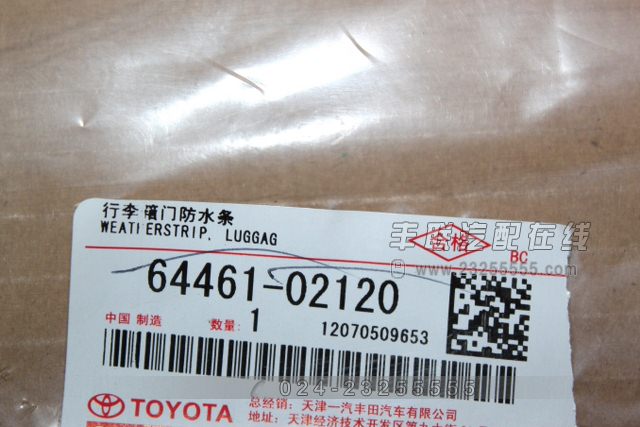 行李箱门防水条
WEATHERSTRIP, LUGGAG
合格
BC
丰联汽配在线
www.23255555.com
64461-02120
中国 制造
数量:
1
12070509653
024-23255555
TOYOTA
总经销: 天津一汽丰田汽车有限公司
地址: 天津经济技术开发区第九大街